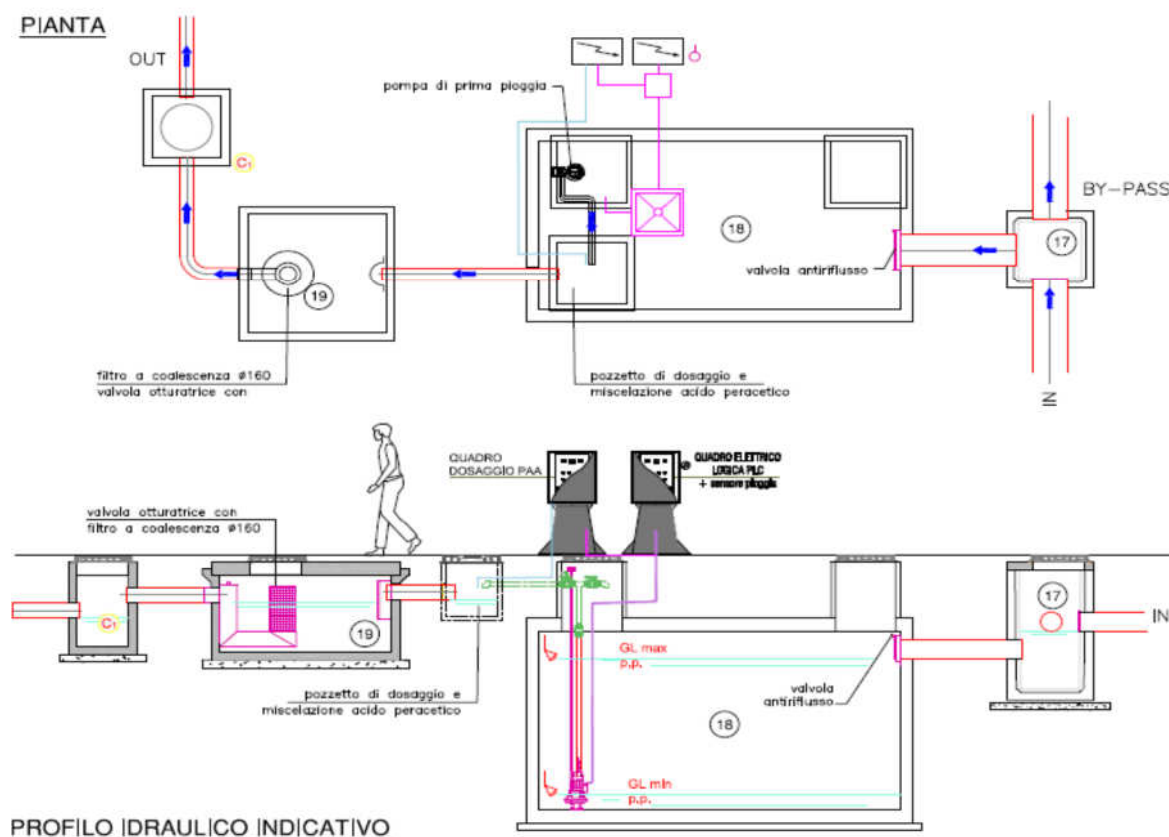 PIANTA
OUT
pompa di prima pioggia
BY-PASS
C1
18
17
valvola antiriflusso
19
IN
filtro a coalescenza ø160
valvola otturatrice con
pozzetto di dosaggio e
miscelazione acido peracetico
QUADRO
DOSAGGIO PAA
QUADRO ELETTRICO
LOGICA PLC
+ sensore pioggia
valvola otturatrice con
filtro a coalescenza ø160
C1
19
17
IN
GL max
p.p.
valvola
antiriflusso
pozzetto di dosaggio e
miscelazione acido peracetico
18
GL min
p.p.
PROFILO IDRAULICO INDICATIVO